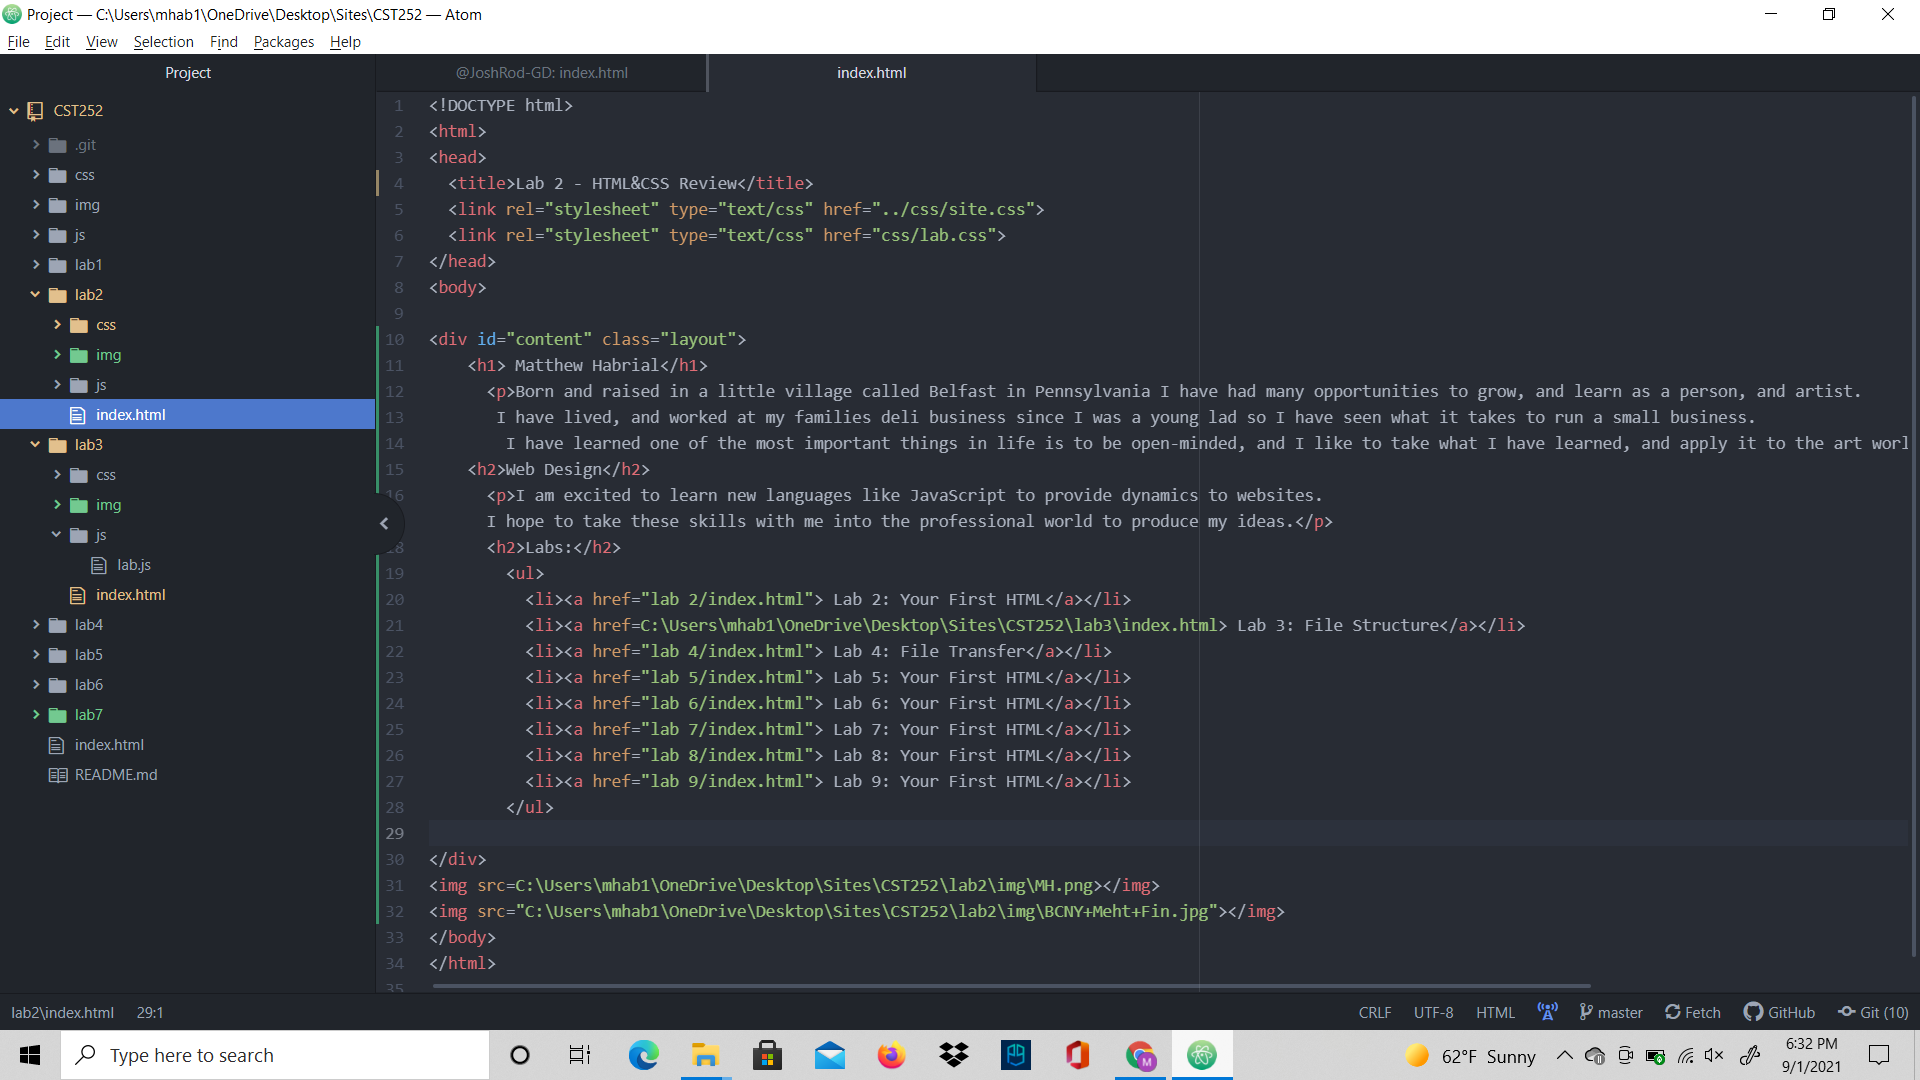 Project — C:\Users\mhab1\OneDrive\Desktop\Sites\CST252 — Atom
File Edit View Selection Find Packages Help
Project
@JoshRod-GD: index.html
index.html
CST252
.git
css
img
js
lab1
lab2
css
img
js
index.html
lab3
css
img
js
lab.js
index.html
lab4
lab5
lab6
lab7
index.html
README.md
1 <!DOCTYPE html>
2 <html>
3 <head>
4 <title>Lab 2 - HTML&CSS Review</title>
5 <link rel="stylesheet" type="text/css" href="../css/site.css">
6 <link rel="stylesheet" type="text/css" href="css/lab.css">
7 </head>
8 <body>
9
10 <div id="content" class="layout">
11 <h1> Matthew Habrial</h1>
12 <p>Born and raised in a little village called Belfast in Pennsylvania I have had many opportunities to grow, and learn as a person, and artist.
13 I have lived, and worked at my families deli business since I was a young lad so I have seen what it takes to run a small business.
14 I have learned one of the most important things in life is to be open-minded, and I like to take what I have learned, and apply it to the art worl
15 <h2>Web Design</h2>
16 <p>I am excited to learn new languages like JavaScript to provide dynamics to websites.
I hope to take these skills with me into the professional world to produce my ideas.</p>
18 <h2>Labs:</h2>
19 <ul>
20 <li><a href="lab 2/index.html"> Lab 2: Your First HTML</a></li>
21 <li><a href=C:\Users\mhab1\OneDrive\Desktop\Sites\CST252\lab3\index.html> Lab 3: File Structure</a></li>
22 <li><a href="lab 4/index.html"> Lab 4: File Transfer</a></li>
23 <li><a href="lab 5/index.html"> Lab 5: Your First HTML</a></li>
24 <li><a href="lab 6/index.html"> Lab 6: Your First HTML</a></li>
25 <li><a href="lab 7/index.html"> Lab 7: Your First HTML</a></li>
26 <li><a href="lab 8/index.html"> Lab 8: Your First HTML</a></li>
27 <li><a href="lab 9/index.html"> Lab 9: Your First HTML</a></li>
28 </ul>
29
30 </div>
31 <img src=C:\Users\mhab1\OneDrive\Desktop\Sites\CST252\lab2\img\MH.png></img>
32 <img src="C:\Users\mhab1\OneDrive\Desktop\Sites\CST252\lab2\img\BCNY+Meht+Fin.jpg"></img>
33 </body>
34 </html>
35
lab2\index.html 29:1 CRLF UTF-8 HTML master Fetch GitHub Git (10)
Type here to search
62°F Sunny
6:32 PM
9/1/2021